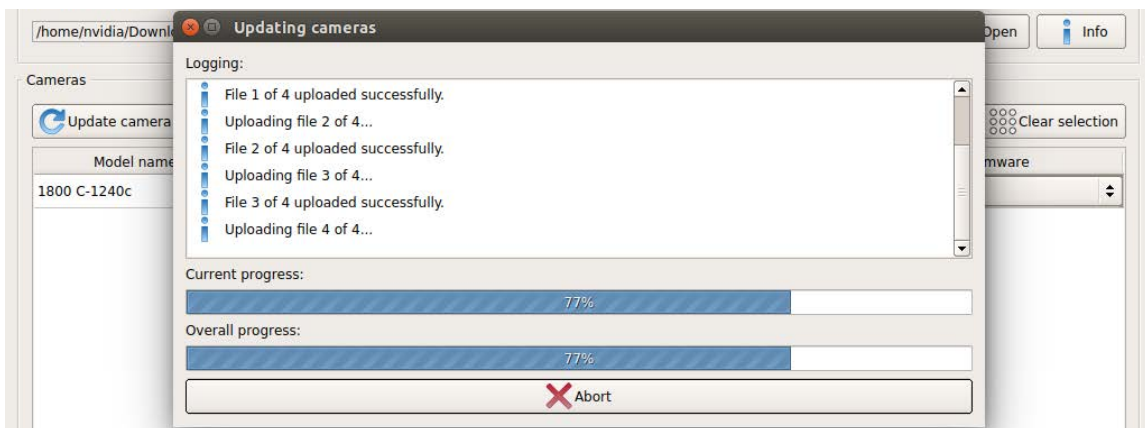 /home/nvidia/Downl
Updating cameras
Open
Info
Logging:
Cameras
File 1 of 4 uploaded successfully.
Uploading file 2 of 4...
File 2 of 4 uploaded successfully.
Uploading file 3 of 4...
File 3 of 4 uploaded successfully.
Uploading file 4 of 4...
Update camera
Clear selection
Model name
mware
1800 C-1240c
Current progress:
77%
Overall progress:
77%
Abort